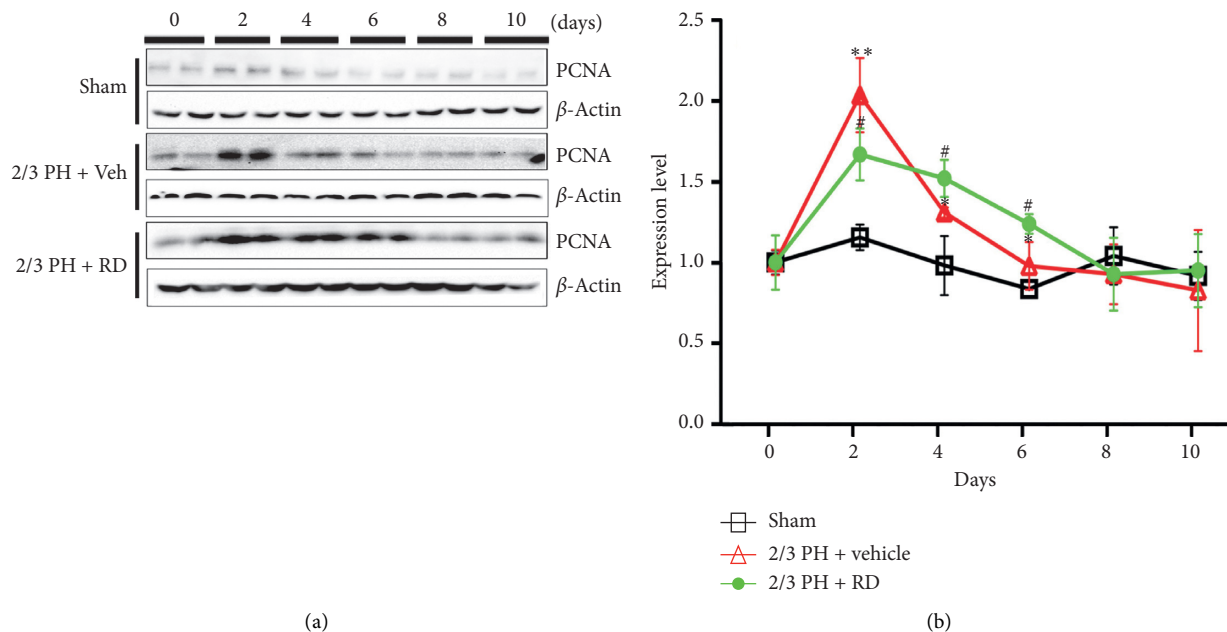 0 2 4 6 8 10 (days)
Sham
PCNA
β-Actin
2/3 PH + Veh
PCNA
β-Actin
2/3 PH + RD
PCNA
β-Actin
(a)
Expression level
2.5
2.0
1.5
1.0
0.5
0.0
**
#
#
*
#
*
0 2 4 6 8 10
Days
Sham
2/3 PH + vehicle
2/3 PH + RD
(b)